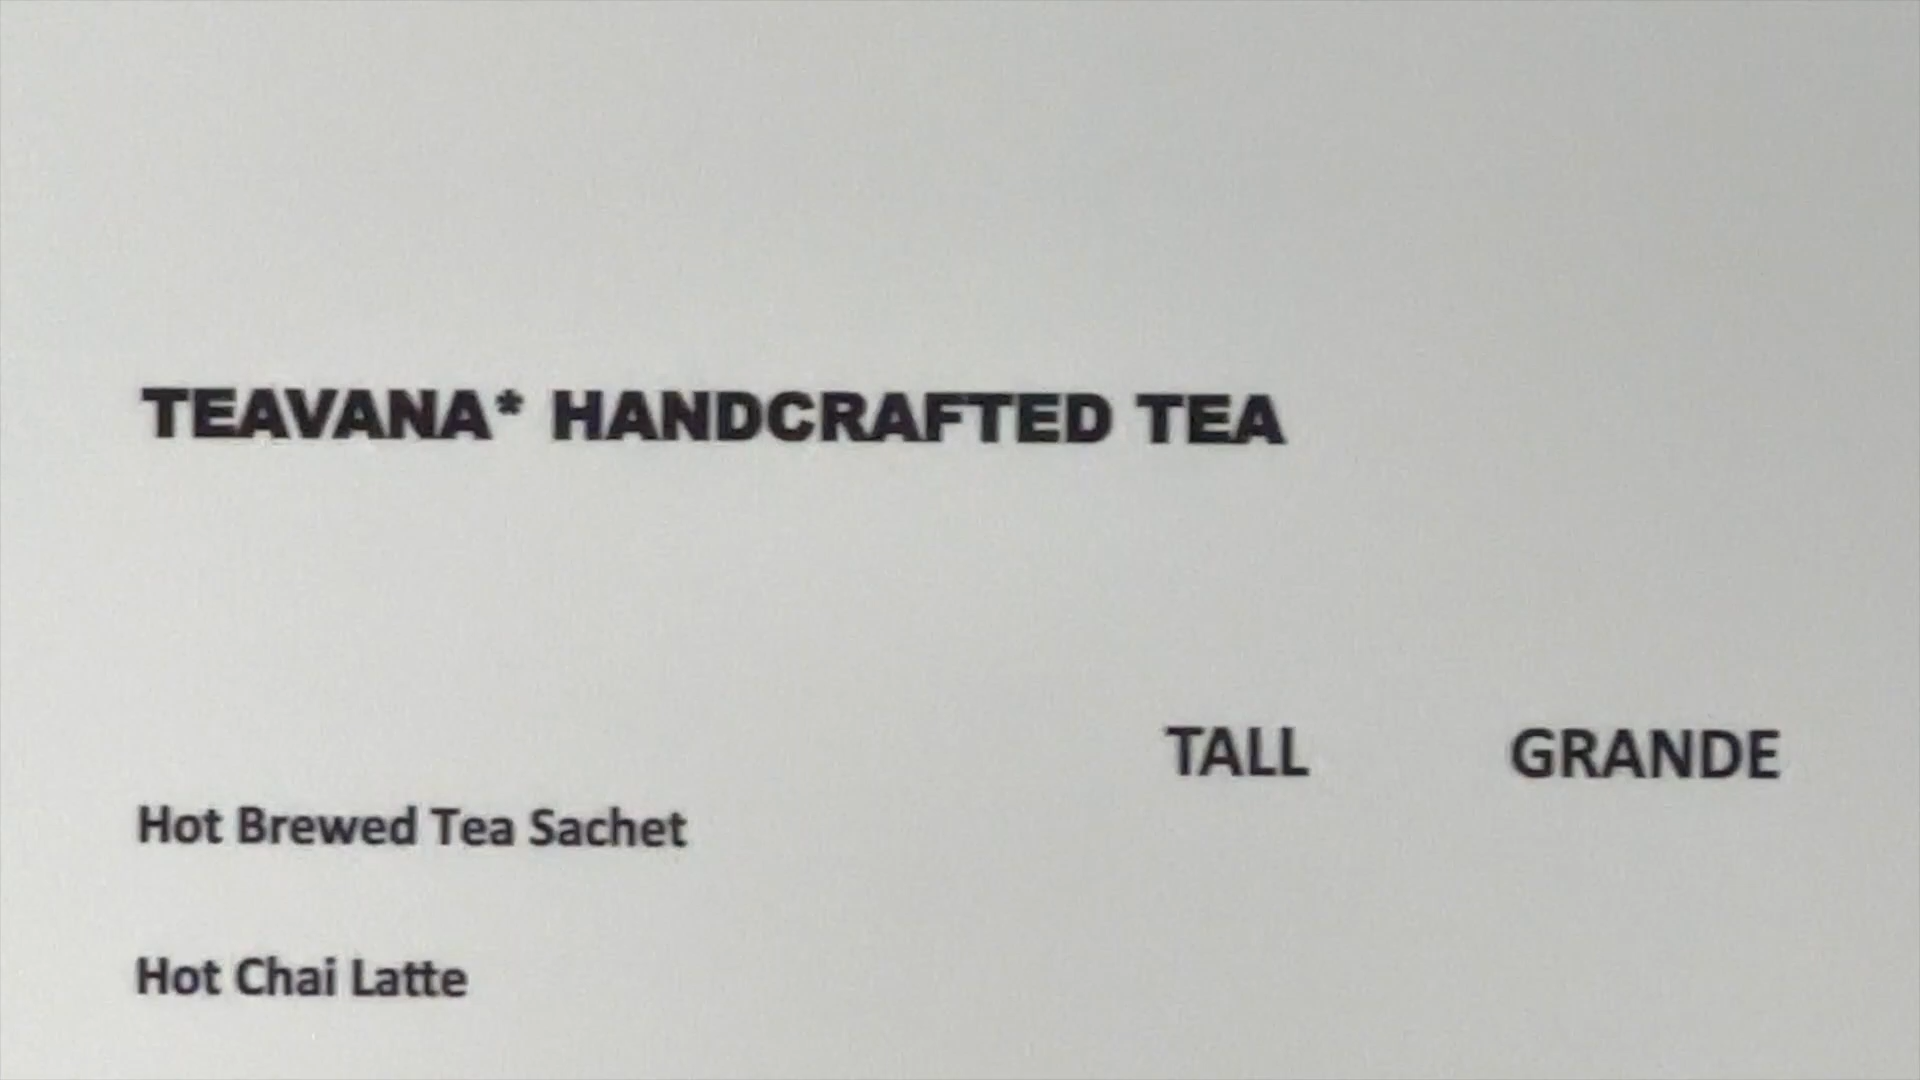 TEAVANA* HANDCRAFTED TEA
TALL GRANDE
Hot Brewed Tea Sachet
Hot Chai Latte